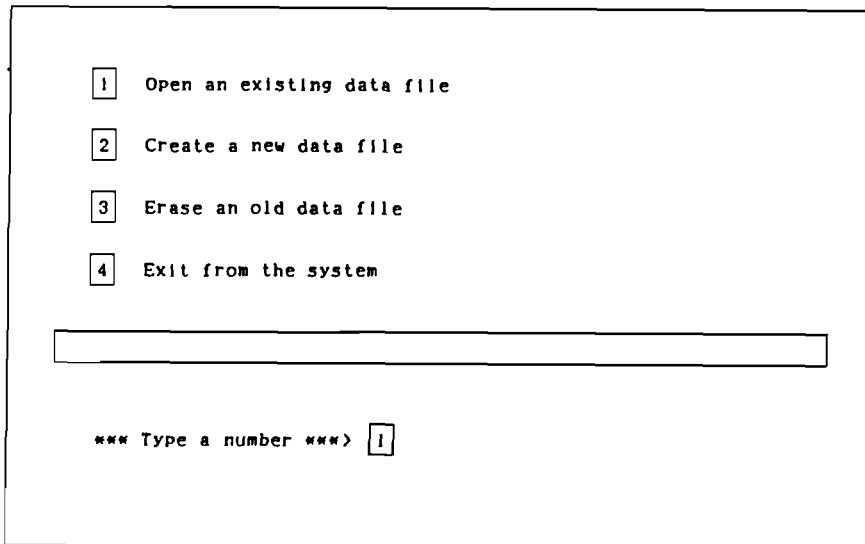 1 Open an existing data file
2 Create a new data file
3 Erase an old data file
4 Exit from the system
*** Type a number ***> 1